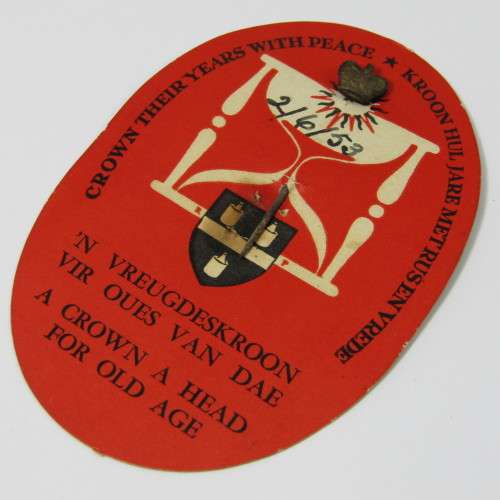 CROWN THEIR YEARS WITH PEACE ★ KROON HUL JARE MET RUS EN VREDE
2/6/53
'N VREUGDESKROON
VIR OUES VAN DAE
A CROWN A HEAD
FOR OLD AGE